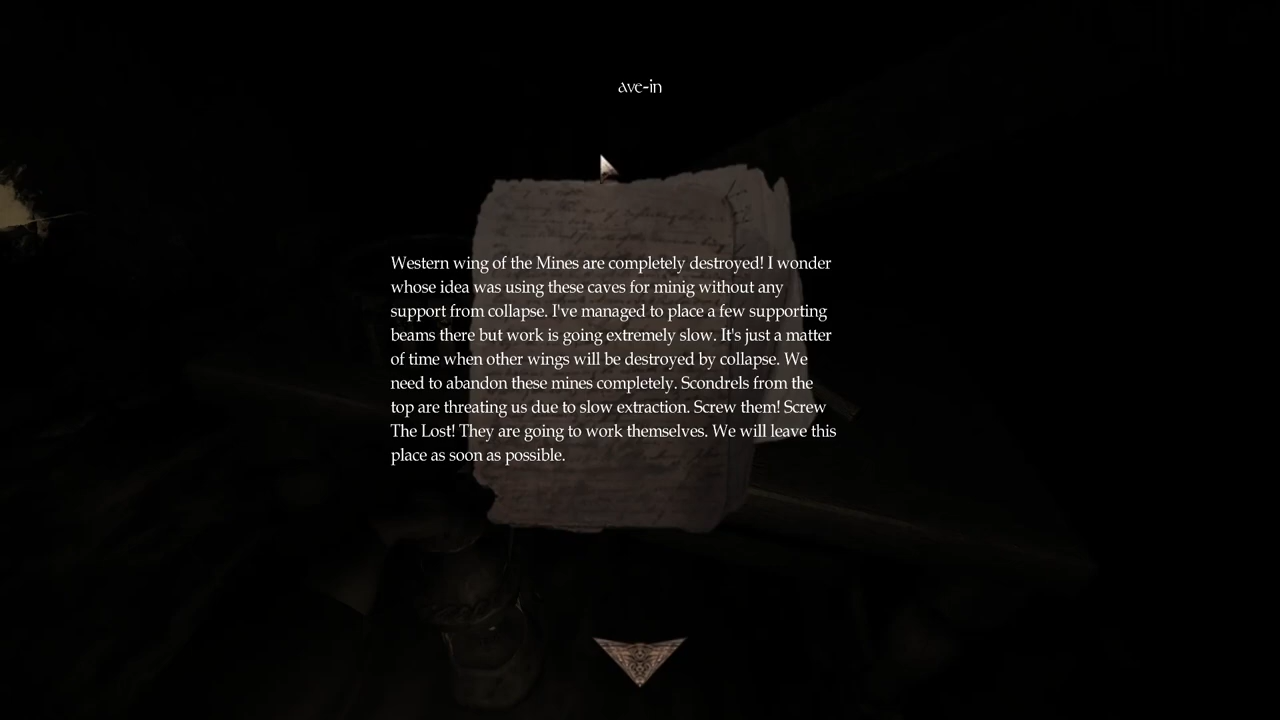 ave-in
Western wing of the Mines are completely destroyed! I wonder
whose idea was using these caves for minig without any
support from collapse. I've managed to place a few supporting
beams there but work is going extremely slow. It's just a matter
of time when other wings will be destroyed by collapse. We
need to abandon these mines completely. Scondrels from the
top are threating us due to slow extraction. Screw them! Screw
The Lost! They are going to work themselves. We will leave this
place as soon as possible.